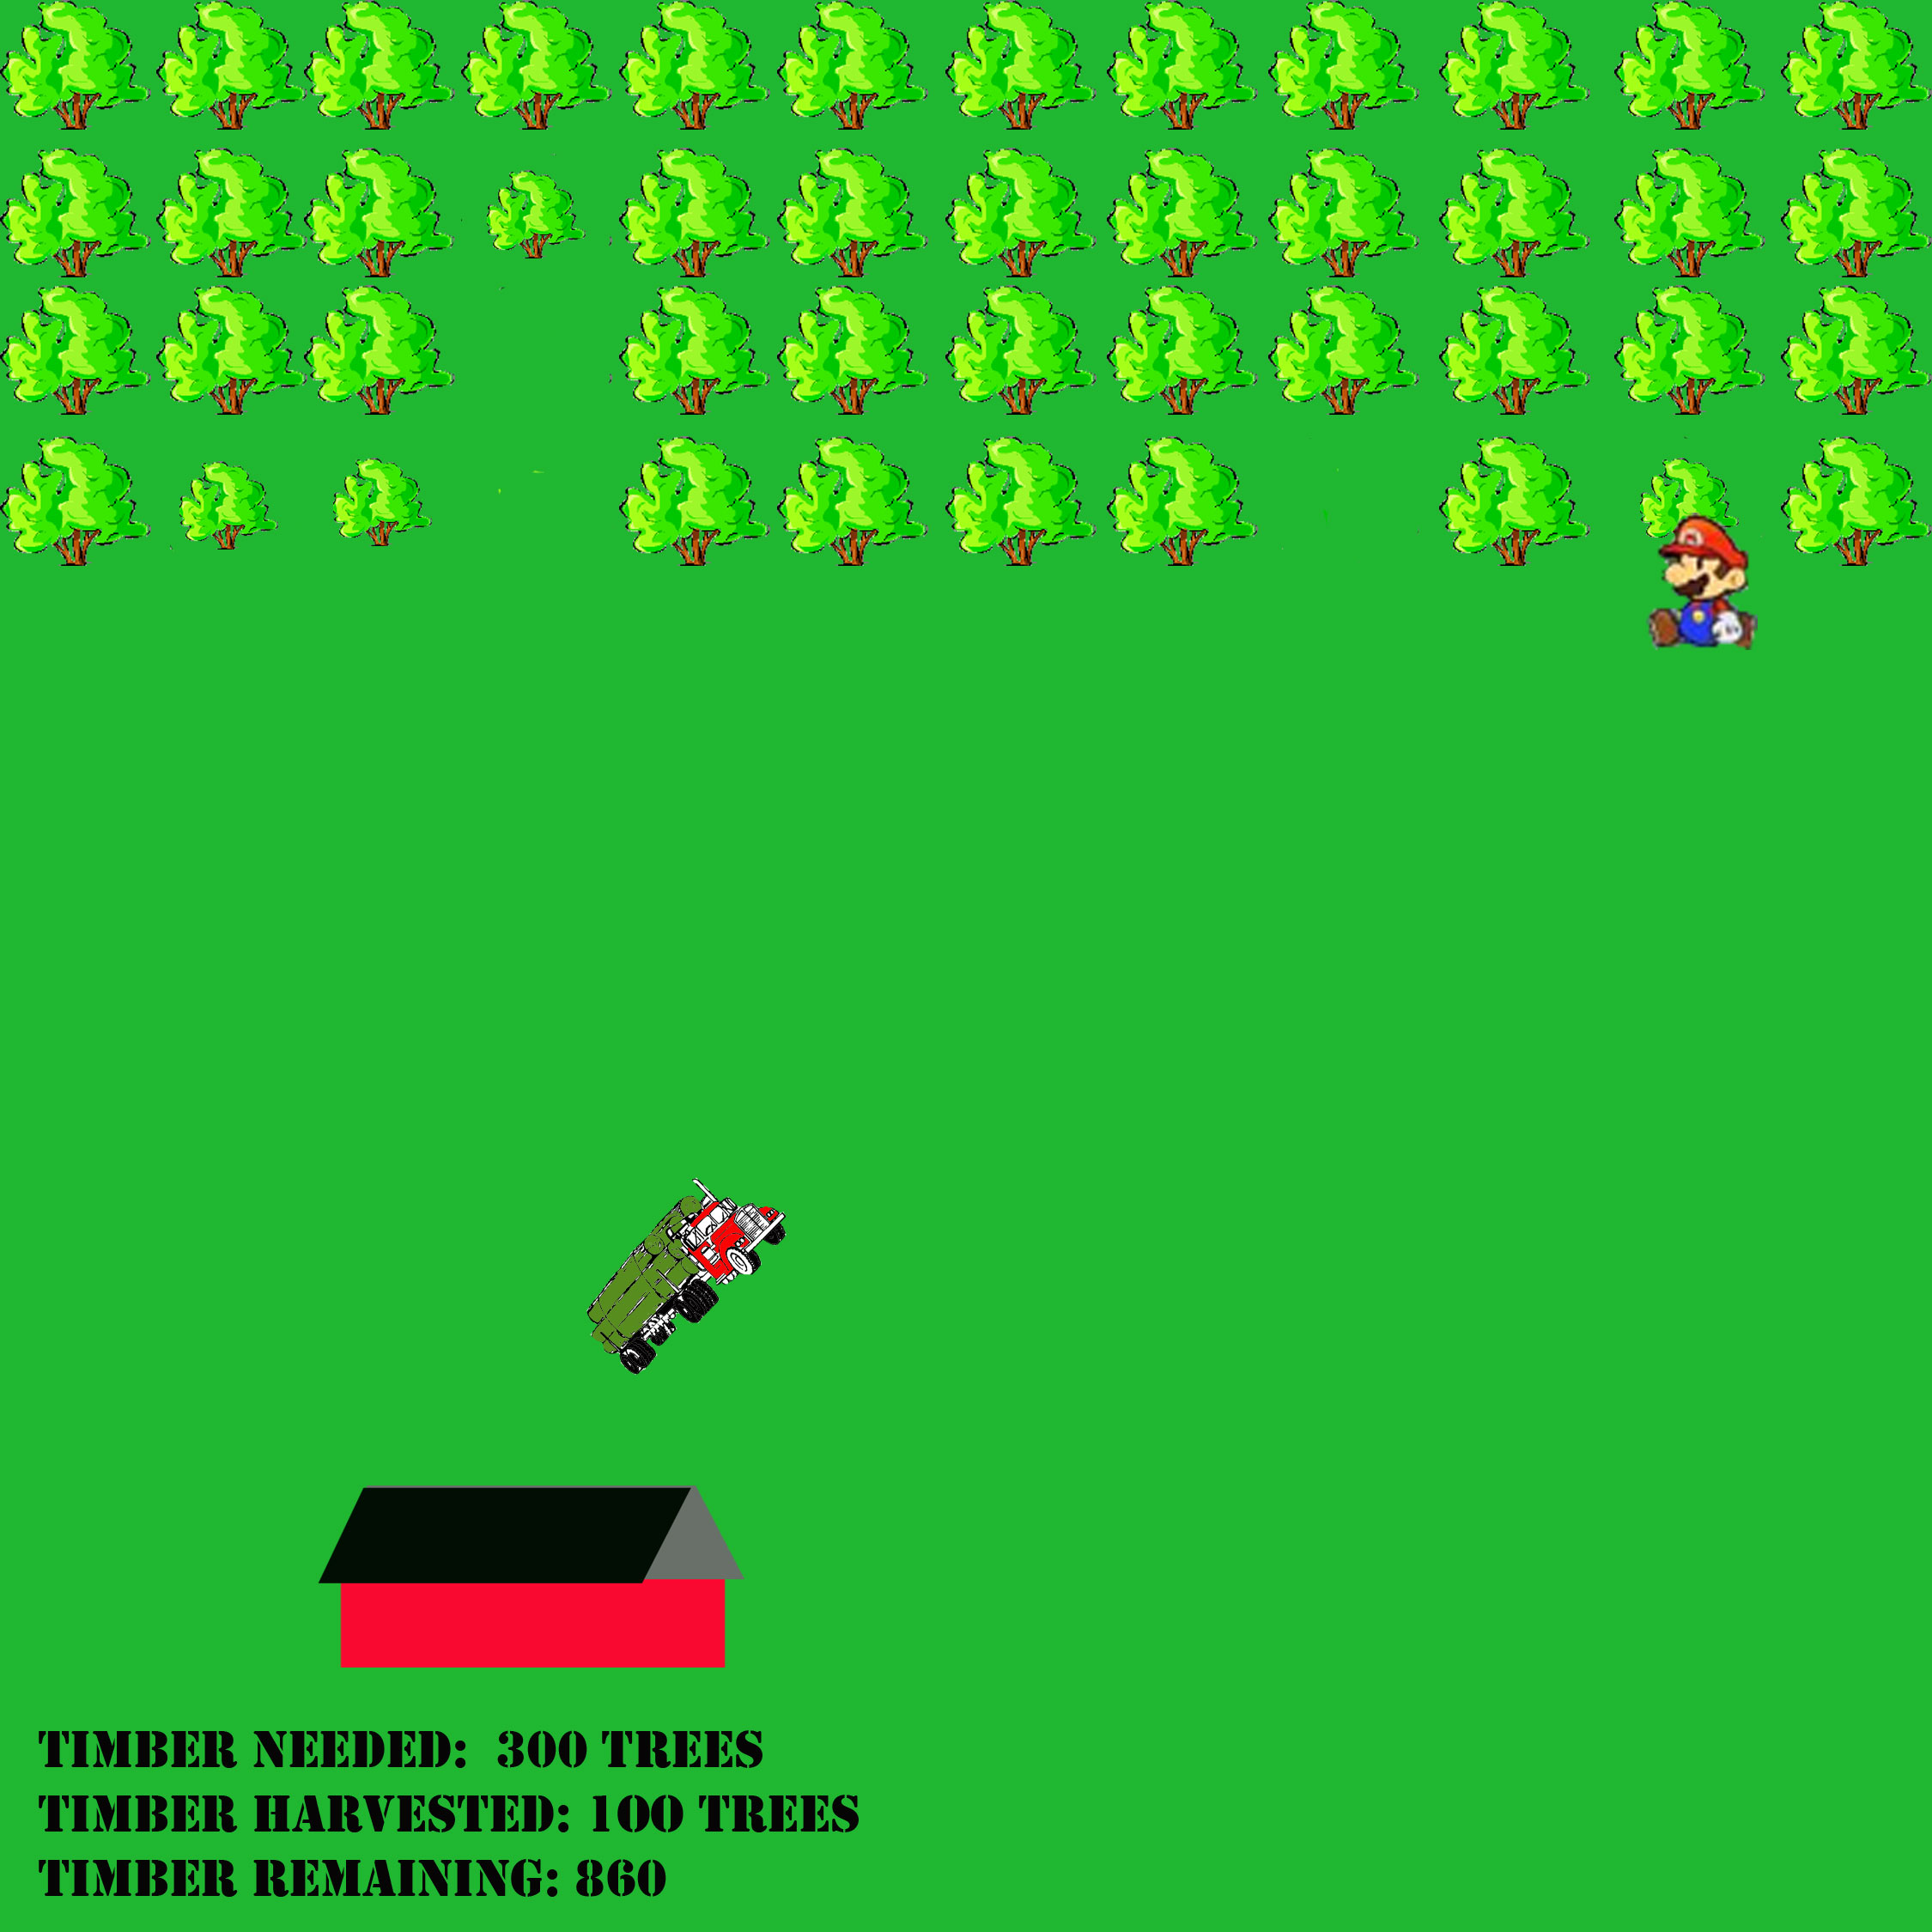 TIMBER NEEDED:  300 TREES
TIMBER HARVESTED: 100 TREES
TIMBER REMAINING: 860